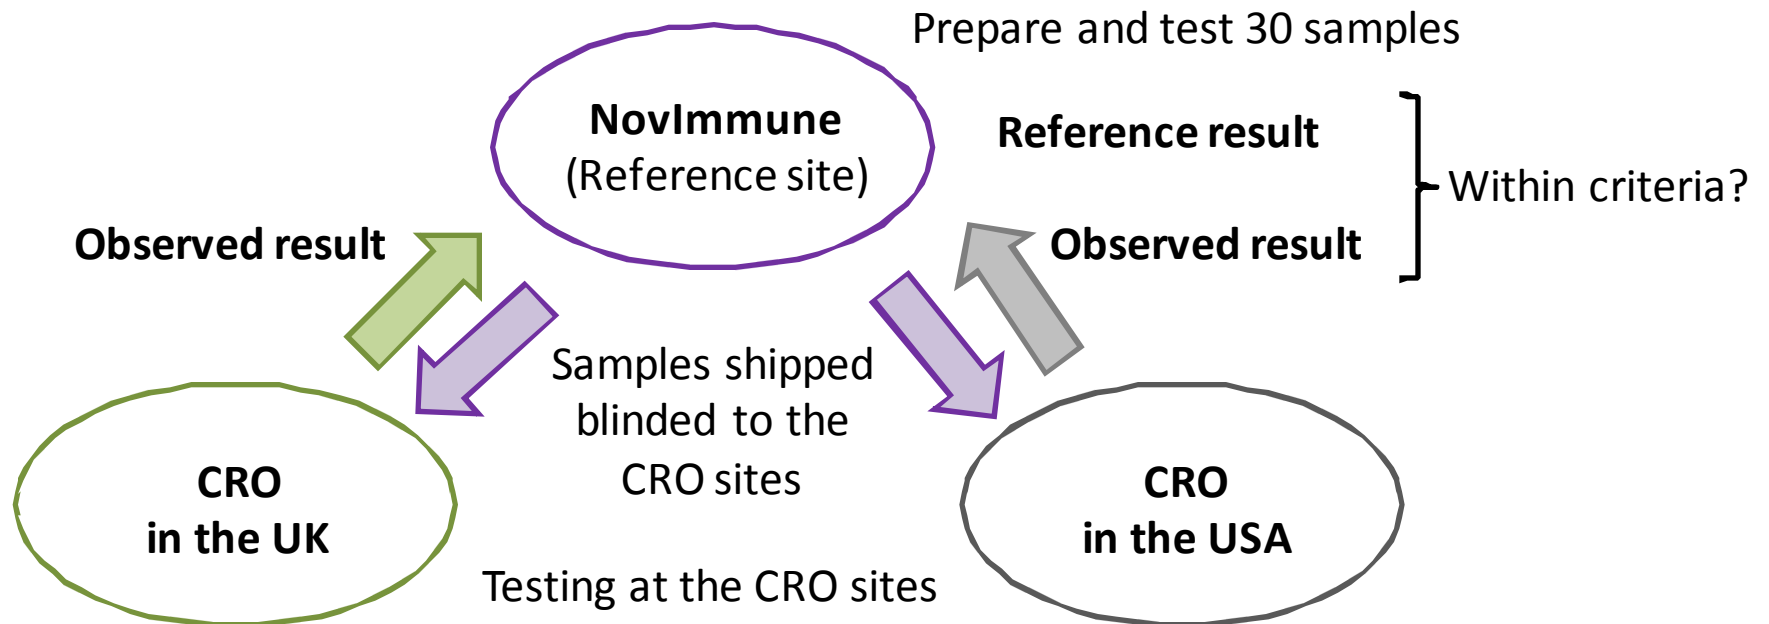 Prepare and test 30 samples
NovImmune
(Reference site)
Reference result
Within criteria?
Observed result
Observed result
Samples shipped
blinded to the
CRO sites
CRO
in the UK
CRO
in the USA
Testing at the CRO sites